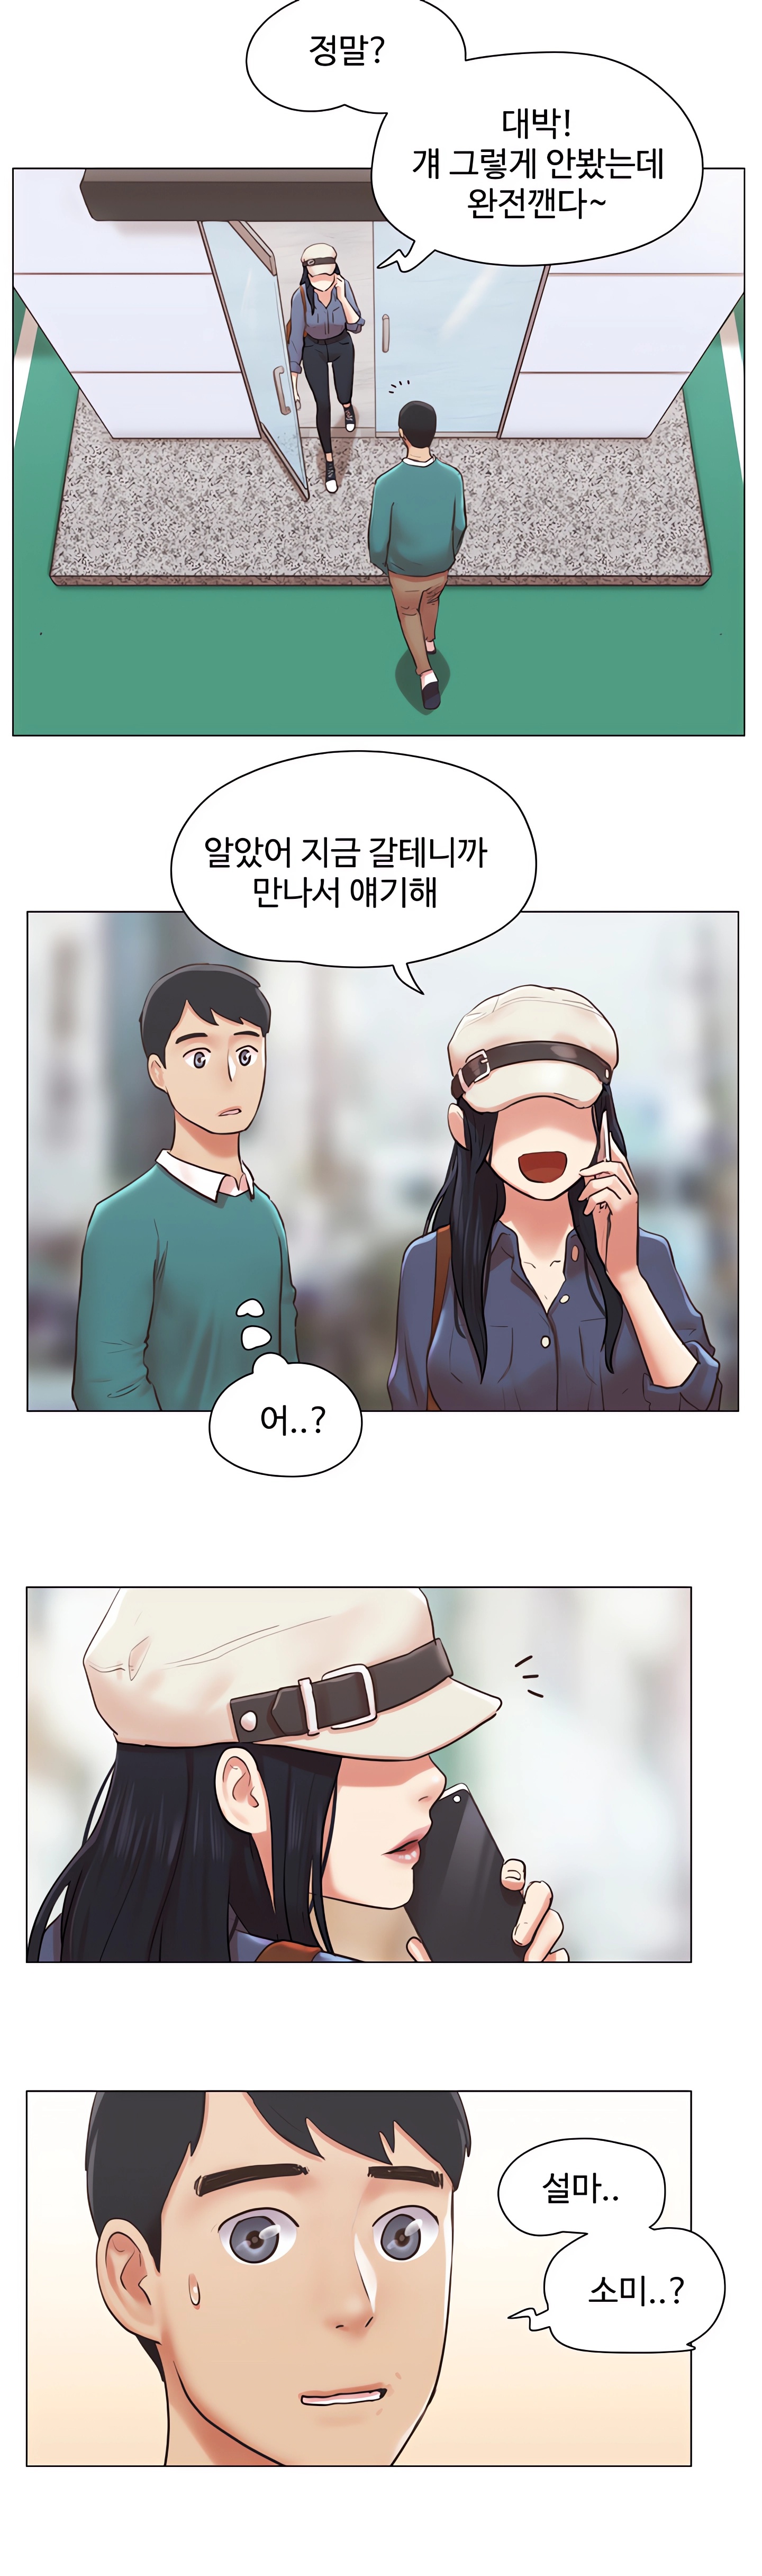 정말?
대박!
걔 그렇게 안봤는데
완전깬다~
알았어 지금 갈테니까
만나서 얘기해
어..?
설마..
소미..?